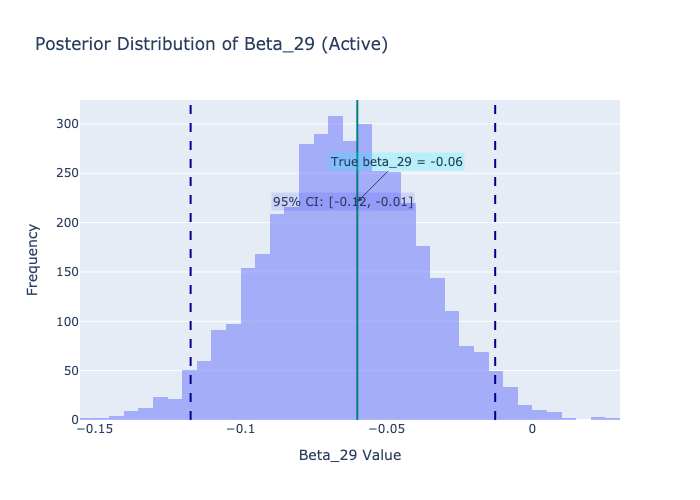 Posterior Distribution of Beta_29 (Active)
300
250
200
150
100
50
0
Frequency
True beta_29 = -0.06
95% CI: [-0.12, -0.01]
−0.15
−0.1
−0.05
0
Beta_29 Value